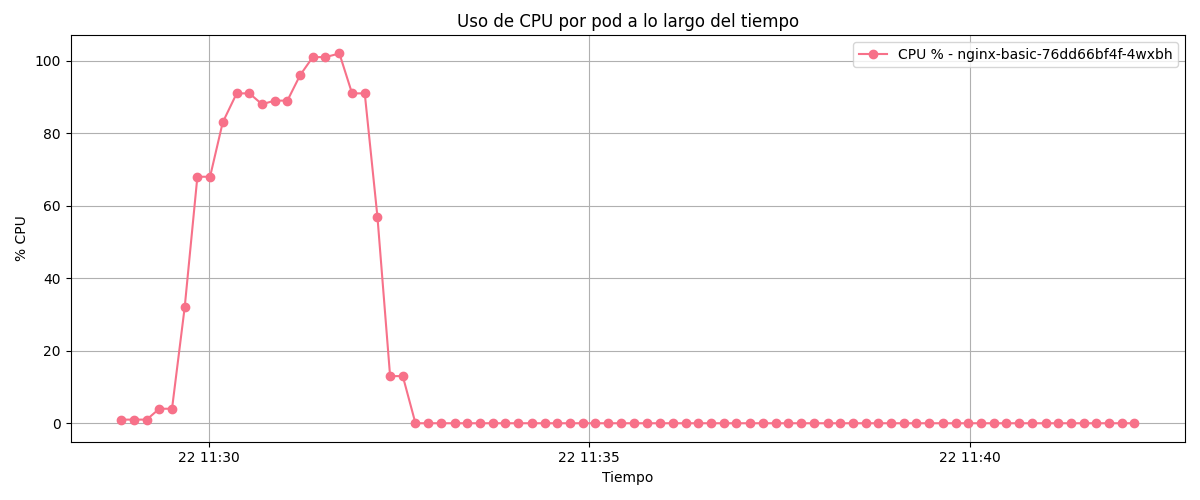 Uso de CPU por pod a lo largo del tiempo
CPU % - nginx-basic-76dd66bf4f-4wxbh
100
80
60
40
20
0
% CPU
22 11:30
22 11:35
22 11:40
Tiempo